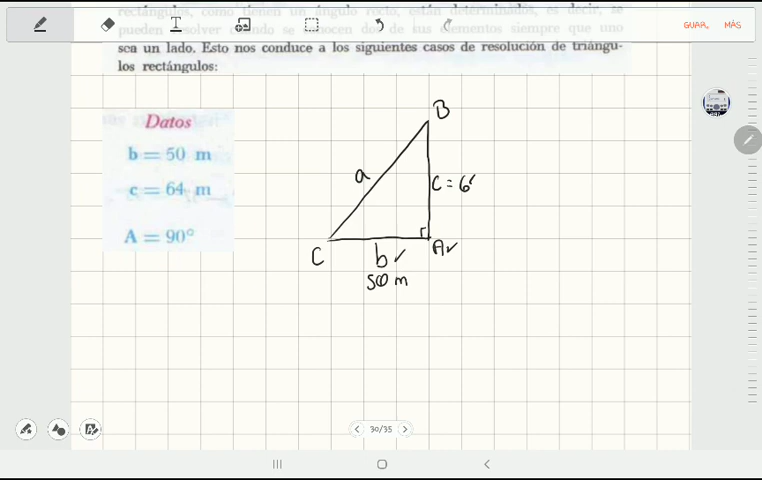 GUAR. MÁS
rectángulos, como tienen un ángulo recto, están determinados, es decir, se
pueden resolver cuando se conocen dos de sus elementos siempre que uno
sea un lado. Esto nos conduce a los siguientes casos de resolución de triángu-
los rectángulos:
Datos
b = 50 m
c = 64 m
A = 90°
B
a
c = 6
C
b
A
50 m
30/35